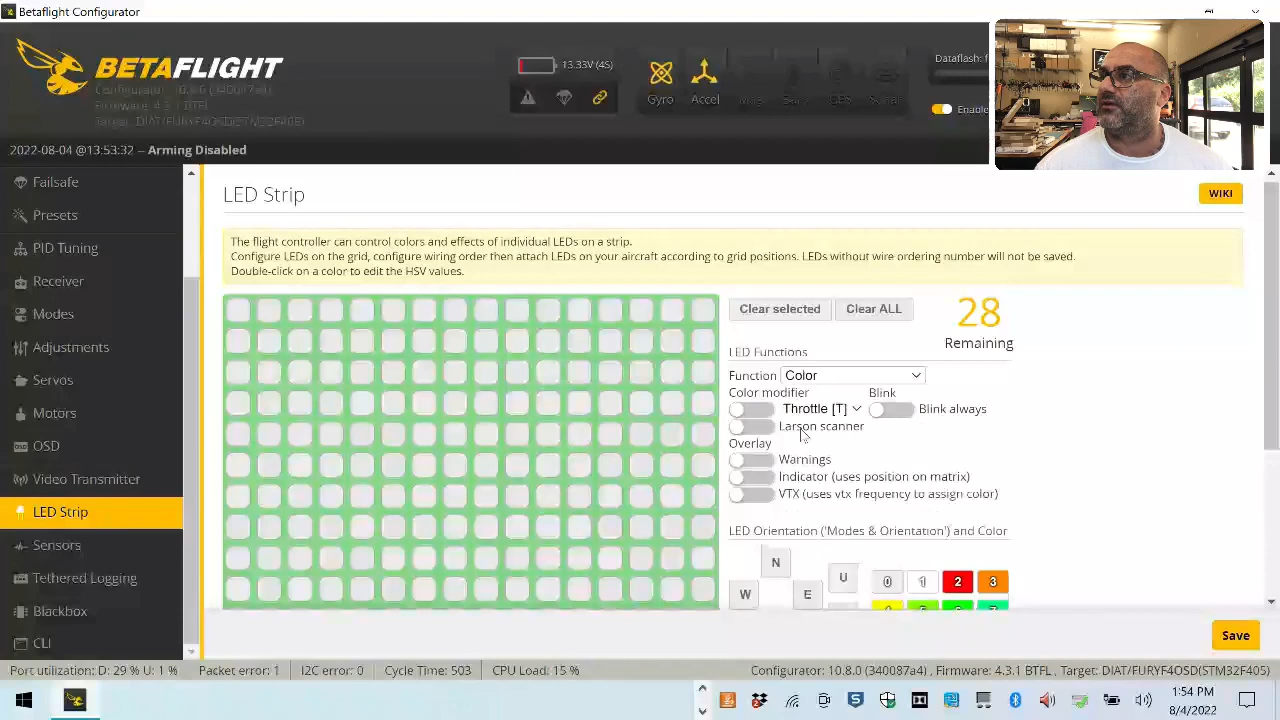 Betaflight Configurator
BETAFLIGHT
13.33V (4S)
Gyro
Accel
Dataflash: f
Enable
2022-08-04 @13:53:32 -- Arming Disabled
Failsafe
Presets
PID Tuning
Receiver
Modes
Adjustments
Servos
Motors
OSD
Video Transmitter
LED Strip
Sensors
Tethered Logging
Blackbox
CLI
LED Strip
WIKI
The flight controller can control colors and effects of individual LEDs on a strip.
Configure LEDs on the grid, configure wiring order then attach LEDs on your aircraft according to grid positions. LEDs without wire ordering number will not be saved.
Double-click on a color to edit the HSV values.
Clear selected
Clear ALL
28
Remaining
LED Functions
Function Color
Color modifier
Blink
Throttle [T]
Blink always
Larson scanner
Overlay
Warnings
Indicator (uses position on matrix)
VTX (uses vtx frequency to assign color)
LED Orientation ('Modes & Orientation') and Color
N
W
E
U
0
1
2
3
Save
Port utilization: D: 29 % U: 1 %
Packet error: 1
I2C error: 0
Cycle Time: 503
CPU Load: 15 %
Configurator: 10.8.0 (340087a4), Firmware: 4.3.1 BTFL, Target: DIAT/FURYF4OSD(STM32F405)
1:54 PM
8/4/2022